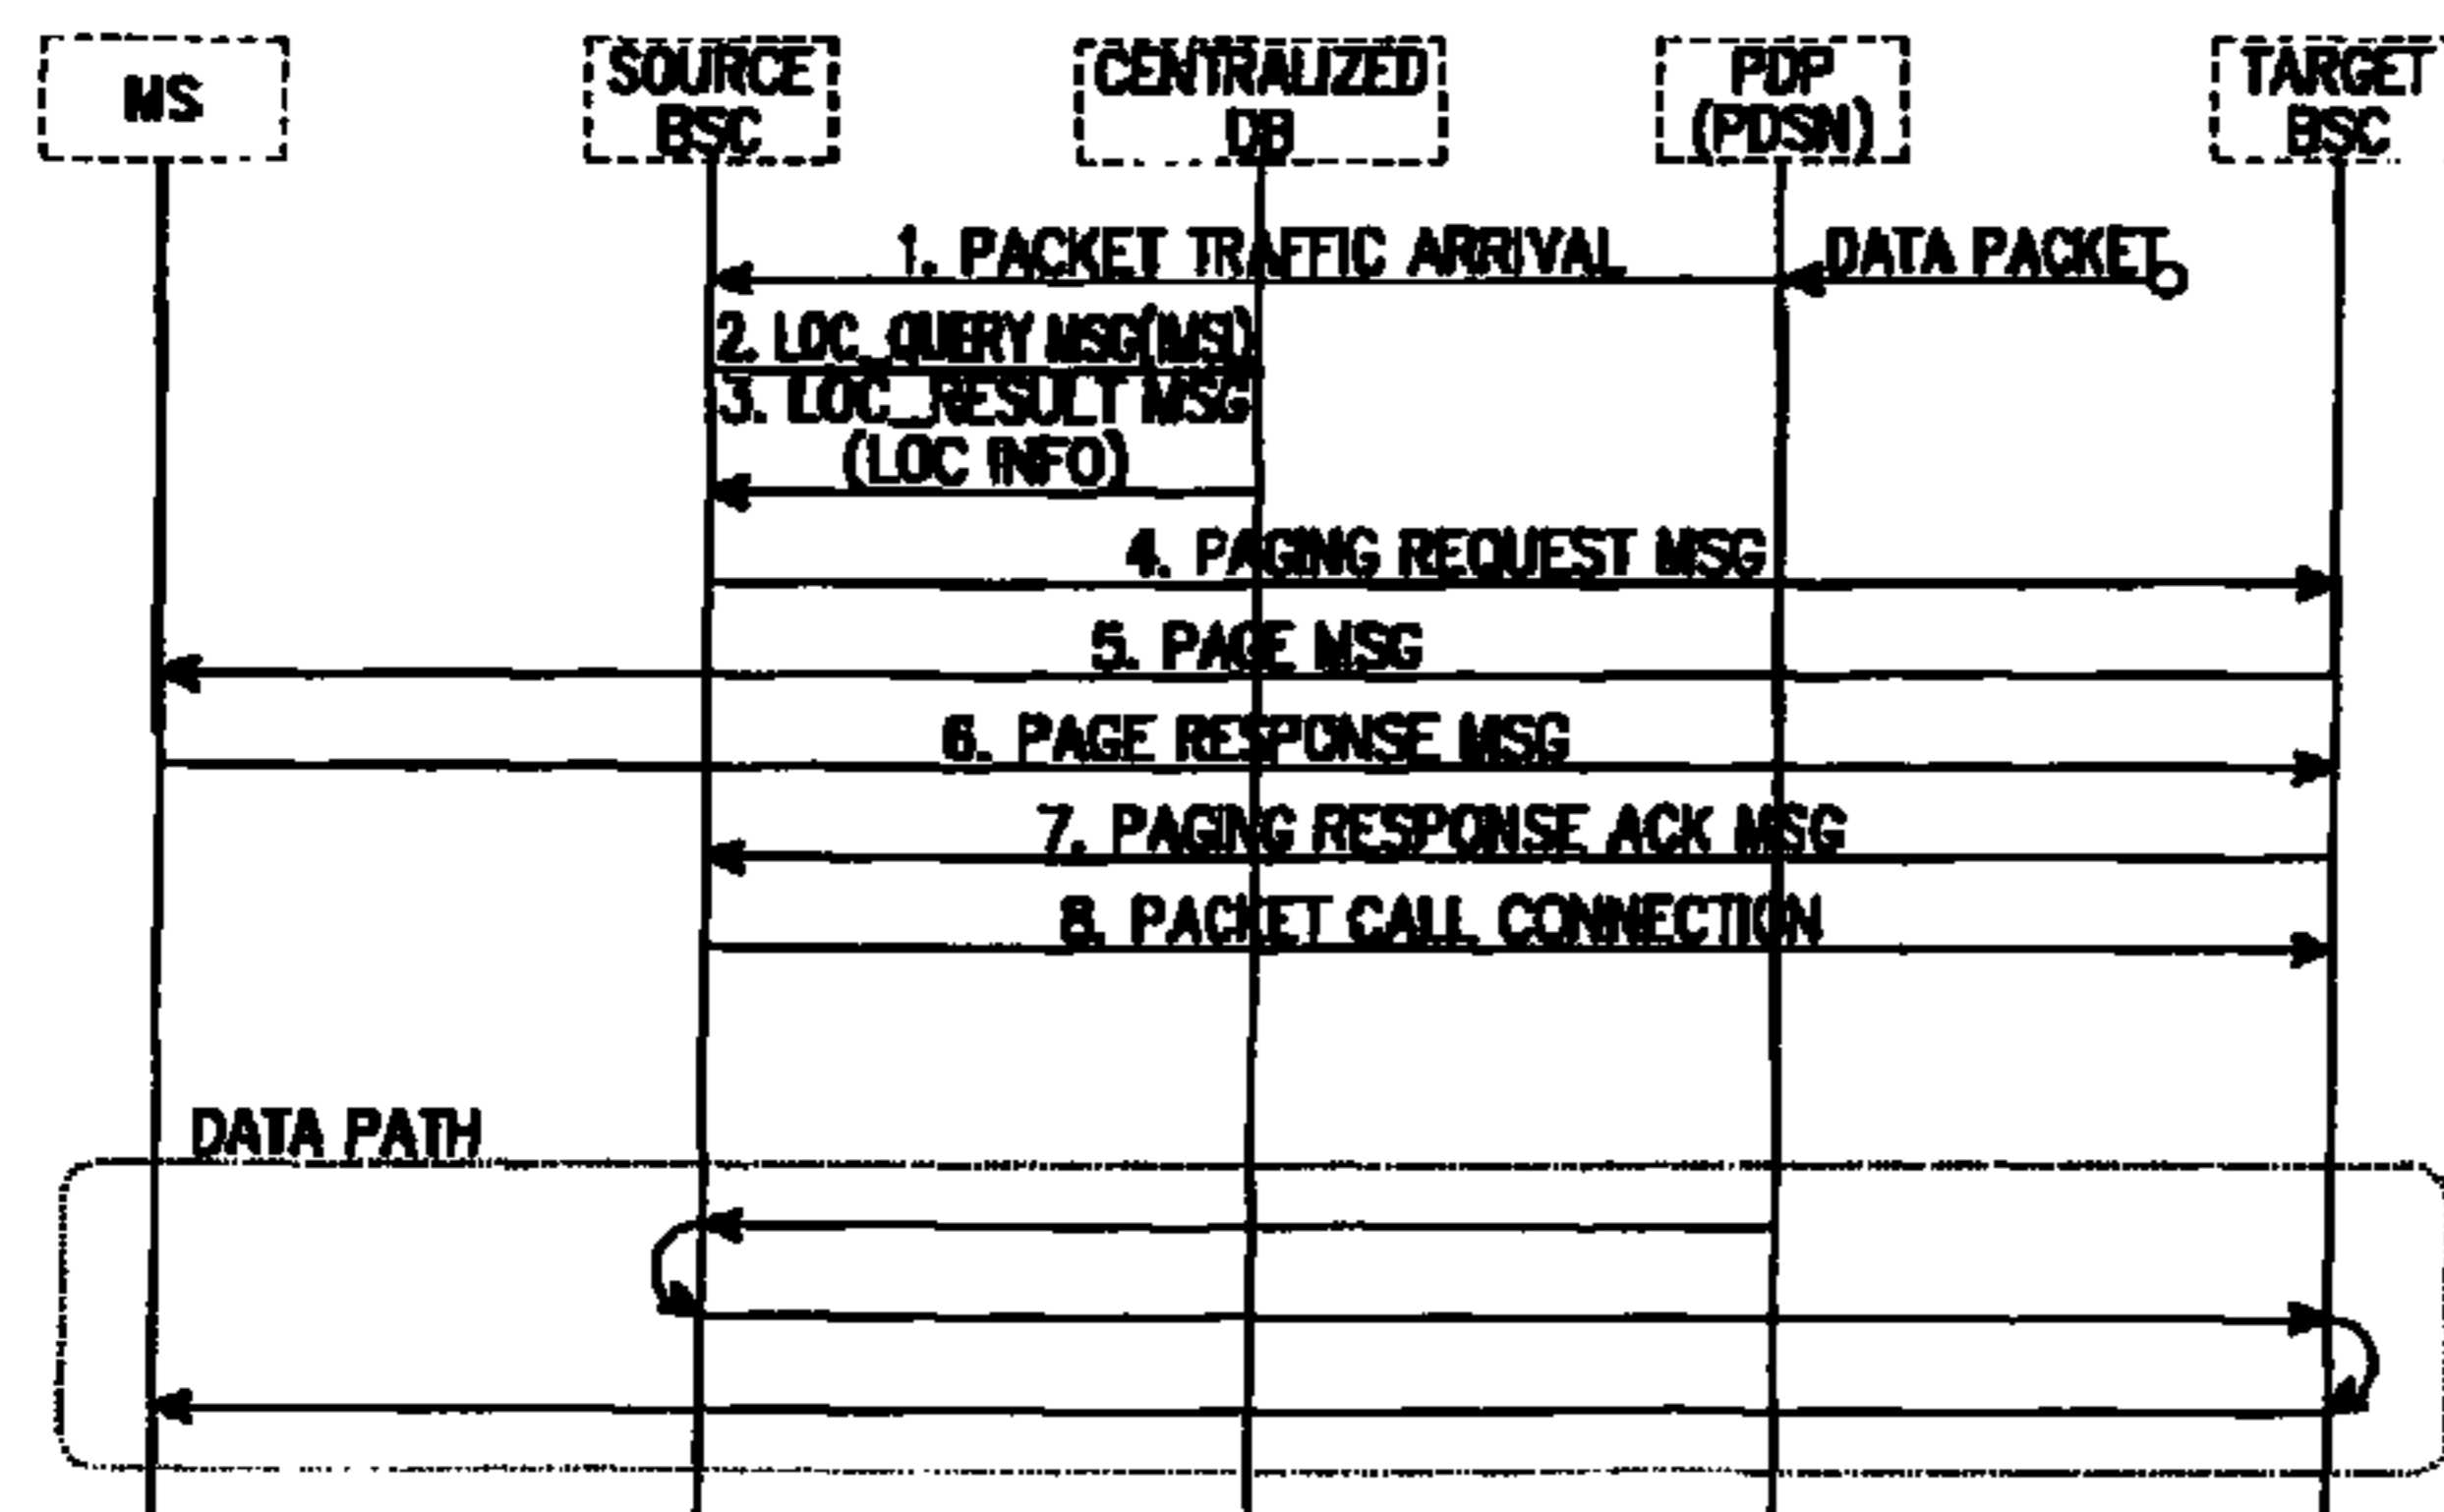 MS
SOURCE
BSC
CENTRALIZED
DB
PDP
(PDSN)
TARGET
BSC
1. PACKET TRAFFIC ARRIVAL
DATA PACKET
2. LOC_QUERY MSG(IMSI)
3. LOC_RESULT MSG
(LOC INFO)
4. PAGING REQUEST MSG
5. PAGE MSG
6. PAGE RESPONSE MSG
7. PAGING RESPONSE ACK MSG
8. PACKET CALL CONNECTION
DATA PATH